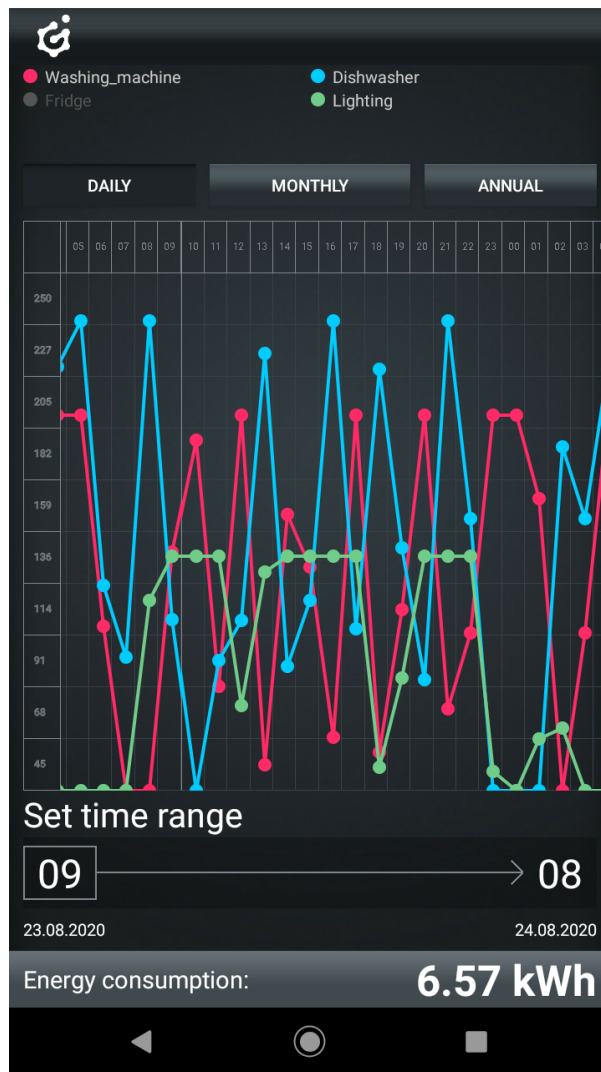 Washing_machine Dishwasher
Fridge Lighting
DAILY MONTHLY ANNUAL
05 06 07 08 09 10 11 12 13 14 15 16 17 18 19 20 21 22 23 00 01 02 03
250
227
205
182
159
136
114
91
68
45
Set time range
09 08
23.08.2020 24.08.2020
Energy consumption: 6.57 kWh